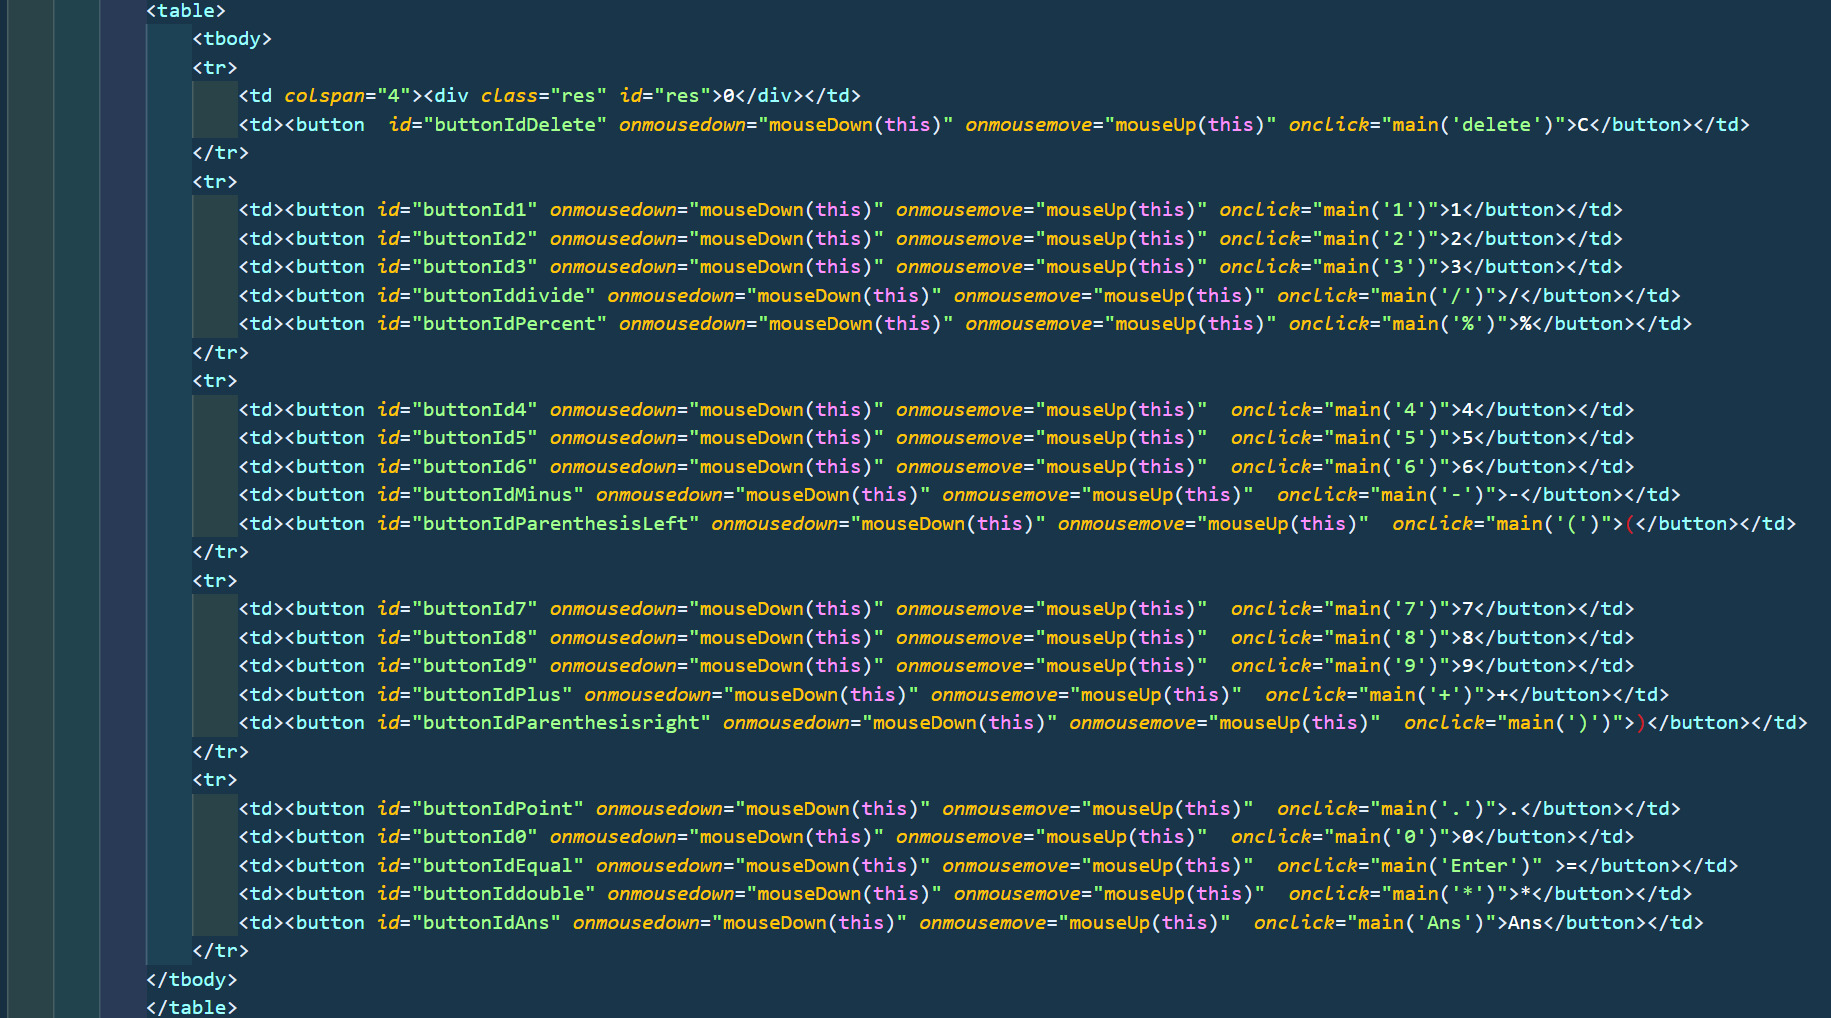 <table>
<tbody>
<tr>
<td colspan="4"><div class="res" id="res">0</div></td>
<td><button  id="buttonIdDelete" onmousedown="mouseDown(this)" onmousemove="mouseUp(this)" onclick="main('delete')">C</button></td>
</tr>
<tr>
<td><button id="buttonId1" onmousedown="mouseDown(this)" onmousemove="mouseUp(this)" onclick="main('1')">1</button></td>
<td><button id="buttonId2" onmousedown="mouseDown(this)" onmousemove="mouseUp(this)" onclick="main('2')">2</button></td>
<td><button id="buttonId3" onmousedown="mouseDown(this)" onmousemove="mouseUp(this)" onclick="main('3')">3</button></td>
<td><button id="buttonIddivide" onmousedown="mouseDown(this)" onmousemove="mouseUp(this)" onclick="main('/')">/</button></td>
<td><button id="buttonIdPercent" onmousedown="mouseDown(this)" onmousemove="mouseUp(this)" onclick="main('%')">%</button></td>
</tr>
<tr>
<td><button id="buttonId4" onmousedown="mouseDown(this)" onmousemove="mouseUp(this)"  onclick="main('4')">4</button></td>
<td><button id="buttonId5" onmousedown="mouseDown(this)" onmousemove="mouseUp(this)"  onclick="main('5')">5</button></td>
<td><button id="buttonId6" onmousedown="mouseDown(this)" onmousemove="mouseUp(this)"  onclick="main('6')">6</button></td>
<td><button id="buttonIdMinus" onmousedown="mouseDown(this)" onmousemove="mouseUp(this)"  onclick="main('-')">-</button></td>
<td><button id="buttonIdParenthesisLeft" onmousedown="mouseDown(this)" onmousemove="mouseUp(this)"  onclick="main('(')">(</button></td>
</tr>
<tr>
<td><button id="buttonId7" onmousedown="mouseDown(this)" onmousemove="mouseUp(this)"  onclick="main('7')">7</button></td>
<td><button id="buttonId8" onmousedown="mouseDown(this)" onmousemove="mouseUp(this)"  onclick="main('8')">8</button></td>
<td><button id="buttonId9" onmousedown="mouseDown(this)" onmousemove="mouseUp(this)"  onclick="main('9')">9</button></td>
<td><button id="buttonIdPlus" onmousedown="mouseDown(this)" onmousemove="mouseUp(this)"  onclick="main('+')">+</button></td>
<td><button id="buttonIdParenthesisright" onmousedown="mouseDown(this)" onmousemove="mouseUp(this)"  onclick="main(')')">)</button></td>
</tr>
<tr>
<td><button id="buttonIdPoint" onmousedown="mouseDown(this)" onmousemove="mouseUp(this)"  onclick="main('.')">.</button></td>
<td><button id="buttonId0" onmousedown="mouseDown(this)" onmousemove="mouseUp(this)"  onclick="main('0')">0</button></td>
<td><button id="buttonIdEqual" onmousedown="mouseDown(this)" onmousemove="mouseUp(this)"  onclick="main('Enter')" >=</button></td>
<td><button id="buttonIddouble" onmousedown="mouseDown(this)" onmousemove="mouseUp(this)"  onclick="main('*')">*</button></td>
<td><button id="buttonIdAns" onmousedown="mouseDown(this)" onmousemove="mouseUp(this)"  onclick="main('Ans')">Ans</button></td>
</tr>
</tbody>
</table>